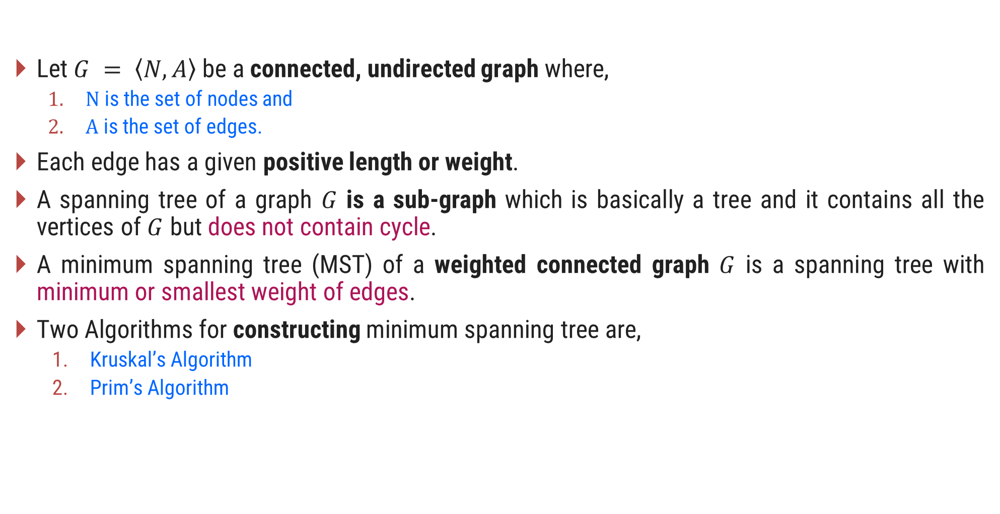 Let G = ⟨N, A⟩ be a connected, undirected graph where,
1. N is the set of nodes and
2. A is the set of edges.
Each edge has a given positive length or weight.
A spanning tree of a graph G is a sub-graph which is basically a tree and it contains all the
vertices of G but does not contain cycle.
A minimum spanning tree (MST) of a weighted connected graph G is a spanning tree with
minimum or smallest weight of edges.
Two Algorithms for constructing minimum spanning tree are,
1. Kruskal’s Algorithm
2. Prim’s Algorithm